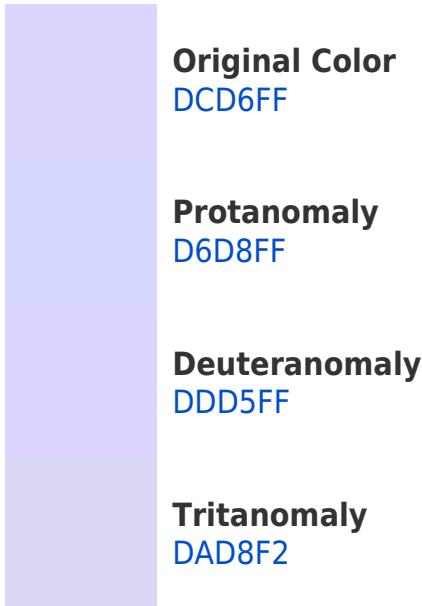 Original Color
DCD6FF
Protanomaly
D6D8FF
Deuteranomaly
DDD5FF
Tritanomaly
DAD8F2